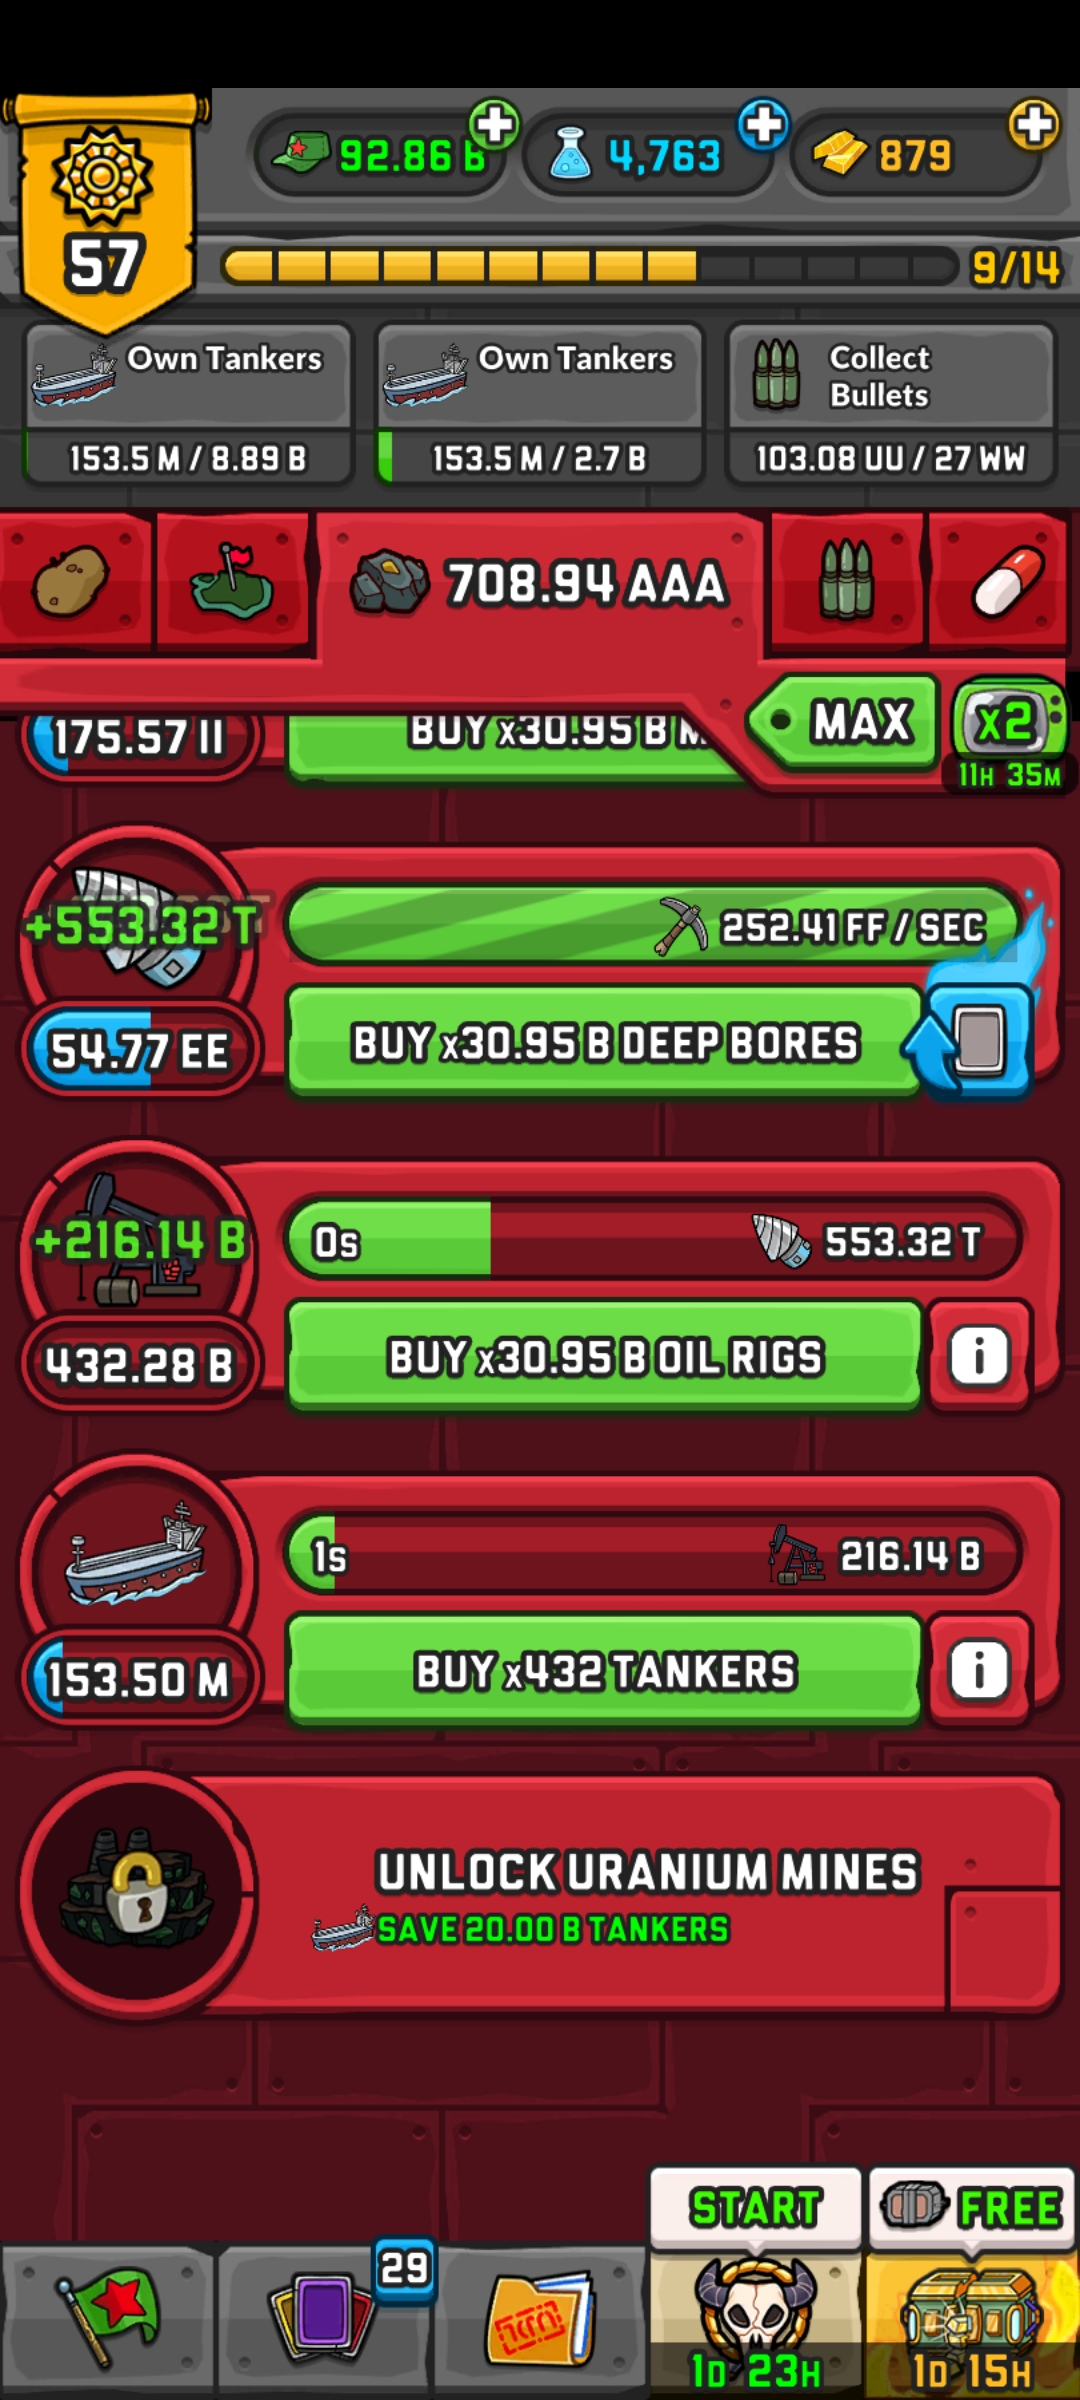 92.86 B
4,763
879
57
9/14
Own Tankers
153.5 M / 8.89 B
Own Tankers
153.5 M / 2.7 B
Collect
Bullets
103.08 UU / 27 WW
708.94 AAA
MAX
x2
11H 35M
175.57 II
BUY x30.95 B M
+553.32 T
252.41 FF / SEC
54.77 EE
BUY x30.95 B DEEP BORES
+216.14 B
0s
553.32 T
432.28 B
BUY x30.95 B OIL RIGS
i
1s
216.14 B
153.50 M
BUY x432 TANKERS
i
UNLOCK URANIUM MINES
SAVE 20.00 B TANKERS
START
FREE
29
1D 23H
1D 15H